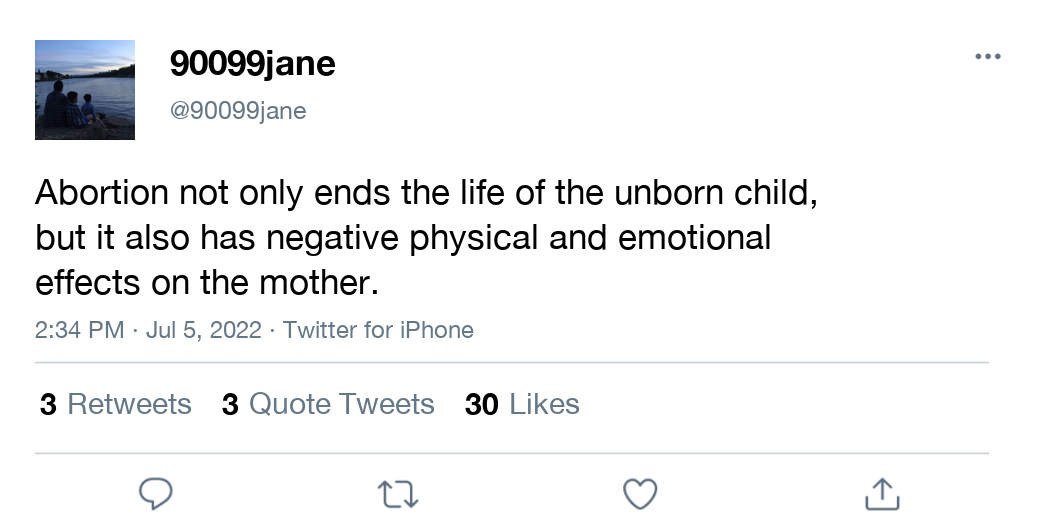 90099jane
@90099jane
Abortion not only ends the life of the unborn child,
but it also has negative physical and emotional
effects on the mother.
2:34 PM · Jul 5, 2022 · Twitter for iPhone
3 Retweets 3 Quote Tweets 30 Likes